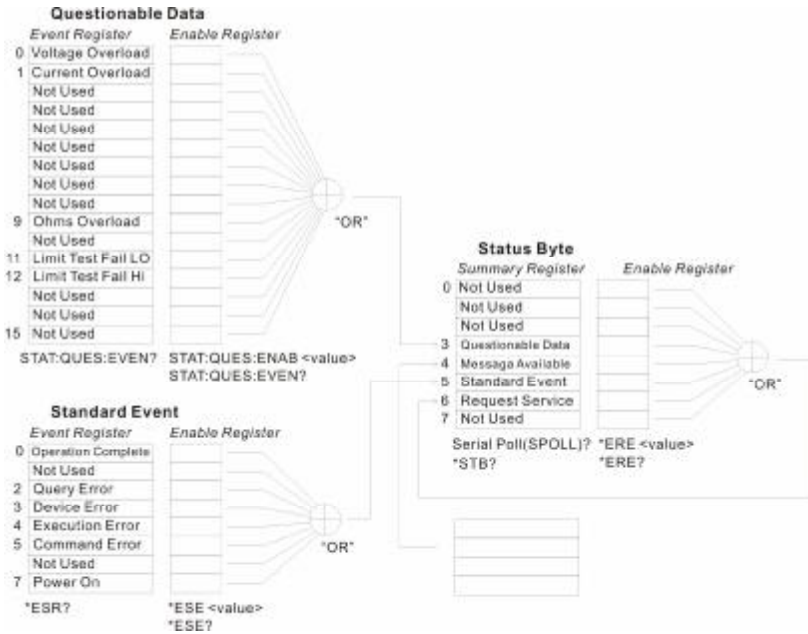 Questionable Data
Event Register Enable Register
0 Voltage Overload
1 Current Overload
Not Used
Not Used
Not Used
Not Used
Not Used
Not Used
Not Used
9 Ohms Overload
Not Used
11 Limit Test Fail LO
12 Limit Test Fail Hi
Not Used
Not Used
15 Not Used
"OR"
STAT:QUES:EVEN? STAT:QUES:ENAB <value>
STAT:QUES:EVEN?
Standard Event
Event Register Enable Register
0 Operation Complete
Not Used
2 Query Error
3 Device Error
4 Execution Error
5 Command Error
Not Used
7 Power On
"OR"
*ESR? *ESE <value>
*ESE?
Status Byte
Summary Register Enable Register
0 Not Used
Not Used
Not Used
3 Questionable Data
4 Message Available
5 Standard Event
6 Request Service
7 Not Used
"OR"
Serial Poll(SPOLL)? *ERE <value>
*STB? *ERE?